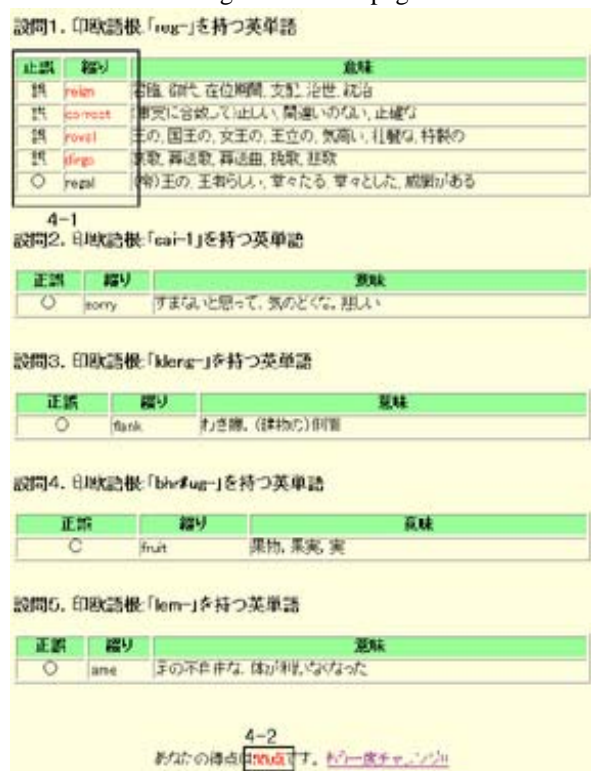 設問1. 印欧語根「reg-」を持つ英単語
正誤 綴り 意味
誤 reign 君臨, 御代, 在位期間, 支配, 治世, 統治
誤 correct (事実に合致して)正しい, 間違いのない, 正確な
誤 royal 王の, 国王の, 女王の, 王立の, 気高い, 壮麗な, 特製の
誤 dirge 哀歌, 葬送歌, 葬送曲, 挽歌, 悲歌
○ regal (帝)王の, 王者らしい, 堂々たる, 堂々とした, 威厳がある
4-1
設問2. 印欧語根「sai-1」を持つ英単語
正誤 綴り 意味
○ sorry すまないと思って, 気のどくな, 悲しい
設問3. 印欧語根「kleng-」を持つ英単語
正誤 綴り 意味
○ flank わき腹, (建物の)側面
設問4. 印欧語根「 」を持つ英単語
正誤 綴り 意味
○ fruit 果物, 果実, 実
設問5. 印欧語根「lem-」を持つ英単語
正誤 綴り 意味
○ lame 足の不自由な, 体が利かなくなった
4-2
あなたの得点は です。 もう一度チャレンジ!!